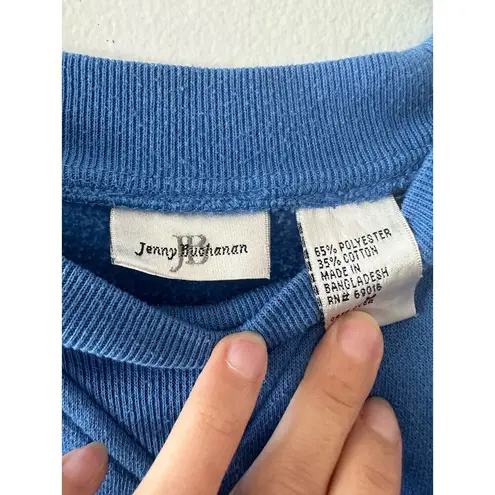 JB
Jenny Buchanan
65% POLYESTER
35% COTTON
MADE IN
BANGLADESH
RN# 69016